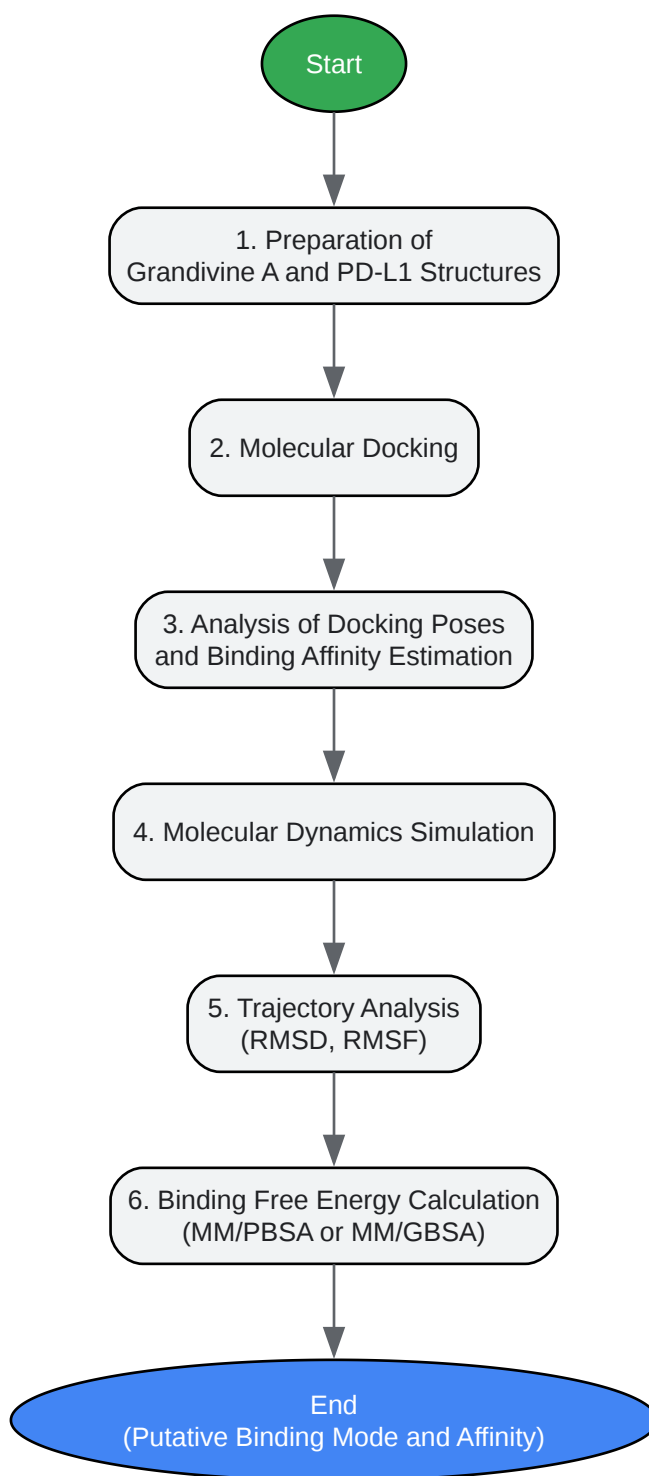 Start
1. Preparation of
Grandivine A and PD-L1 Structures
2. Molecular Docking
3. Analysis of Docking Poses
and Binding Affinity Estimation
4. Molecular Dynamics Simulation
5. Trajectory Analysis
(RMSD, RMSF)
6. Binding Free Energy Calculation
(MM/PBSA or MM/GBSA)
End
(Putative Binding Mode and Affinity)